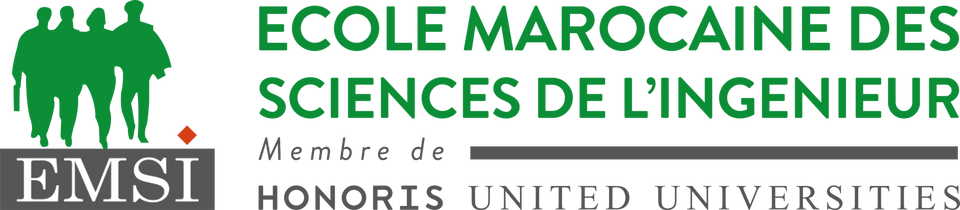 EMSI
ECOLE MAROCAINE DES
SCIENCES DE L'INGENIEUR
Membre de
HONORIS UNITED UNIVERSITIES